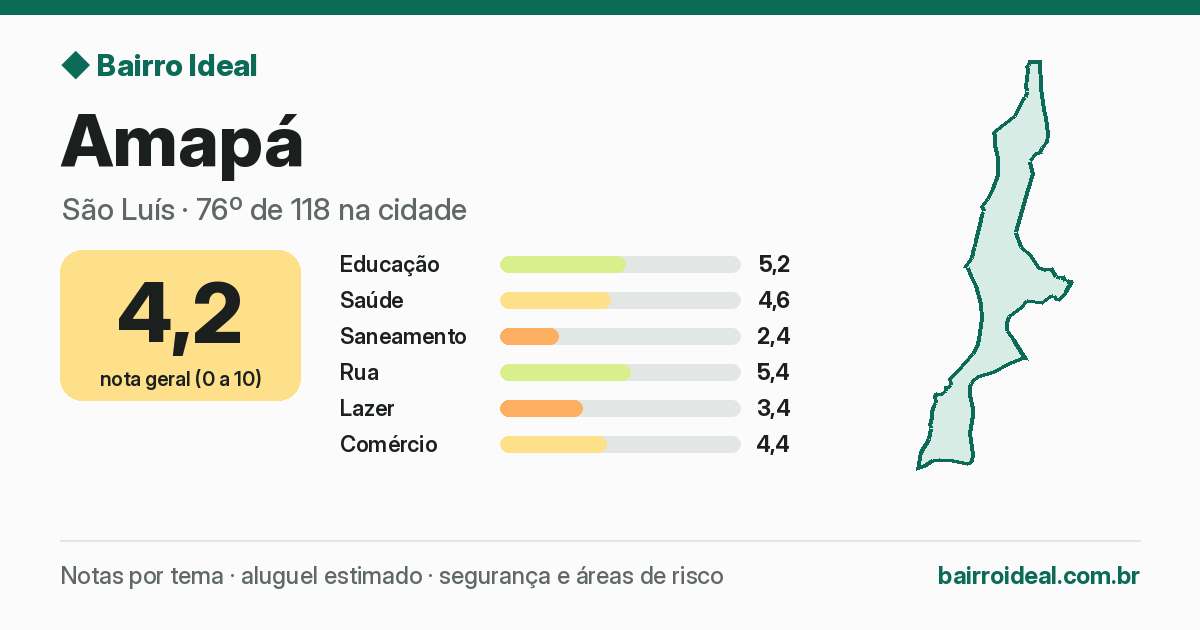 Bairro Ideal
Amapá
São Luís · 76º de 118 na cidade
4,2
nota geral (0 a 10)
Educação 5,2
Saúde 4,6
Saneamento 2,4
Rua 5,4
Lazer 3,4
Comércio 4,4
Notas por tema · aluguel estimado · segurança e áreas de risco
bairroideal.com.br